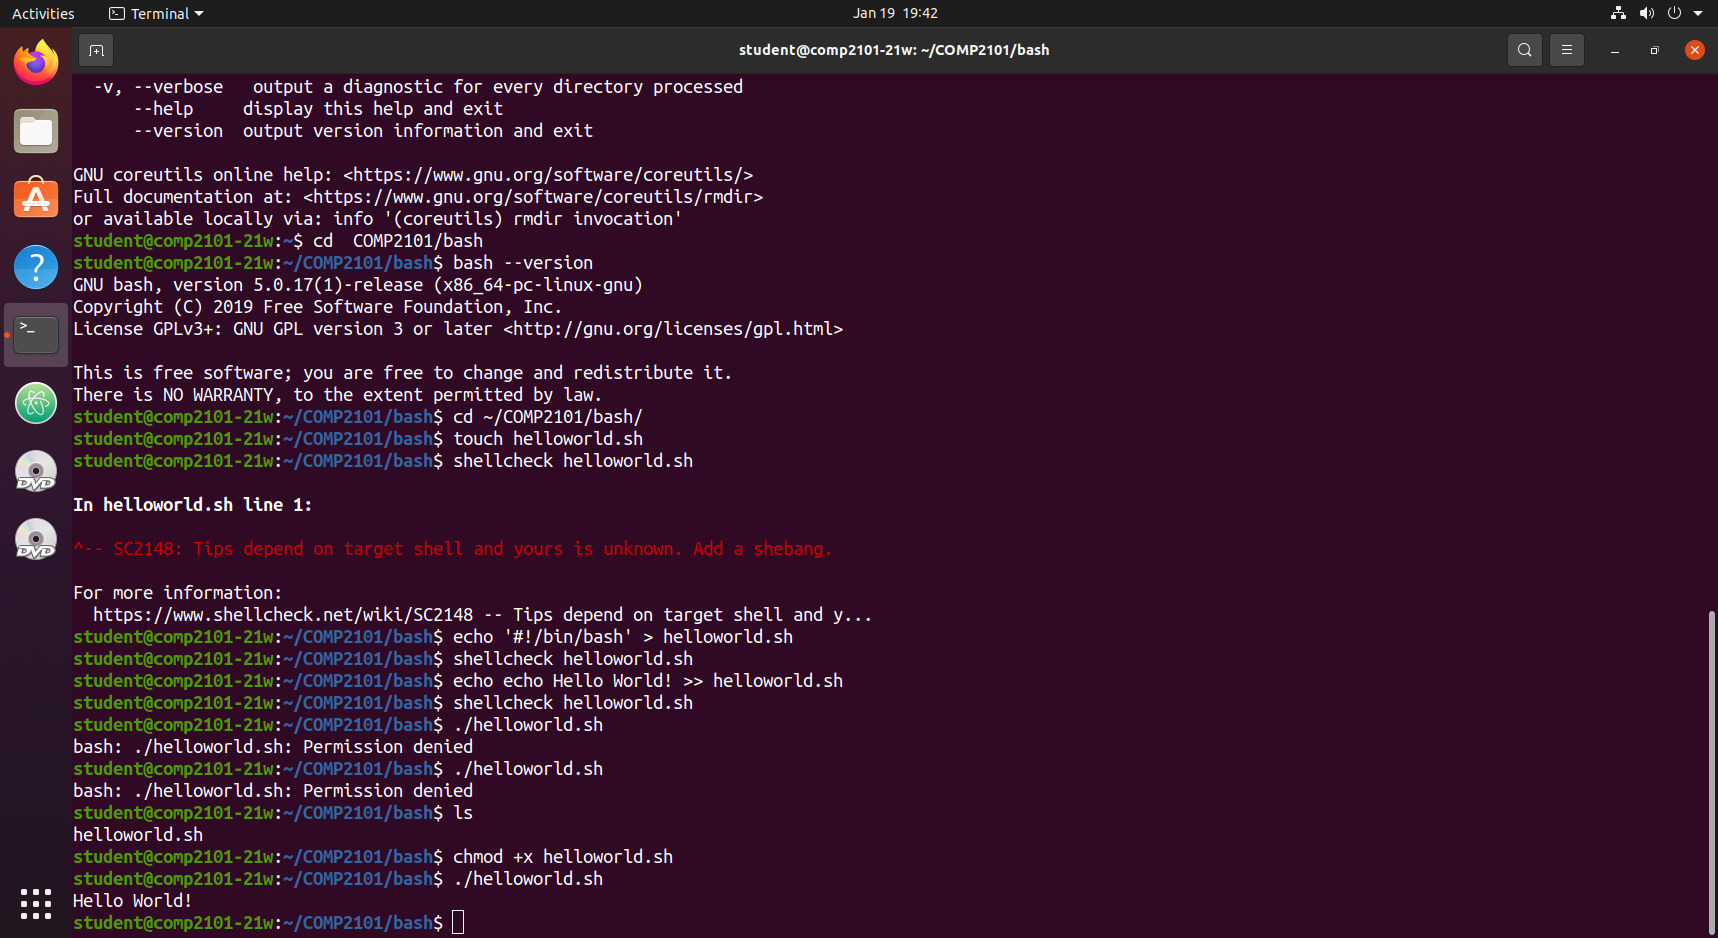 Activities
Terminal
Jan 19 19:42
student@comp2101-21w: ~/COMP2101/bash
  -v, --verbose   output a diagnostic for every directory processed
      --help     display this help and exit
      --version  output version information and exit

GNU coreutils online help: <https://www.gnu.org/software/coreutils/>
Full documentation at: <https://www.gnu.org/software/coreutils/rmdir>
or available locally via: info '(coreutils) rmdir invocation'
student@comp2101-21w:~$ cd  COMP2101/bash
student@comp2101-21w:~/COMP2101/bash$ bash --version
GNU bash, version 5.0.17(1)-release (x86_64-pc-linux-gnu)
Copyright (C) 2019 Free Software Foundation, Inc.
License GPLv3+: GNU GPL version 3 or later <http://gnu.org/licenses/gpl.html>

This is free software; you are free to change and redistribute it.
There is NO WARRANTY, to the extent permitted by law.
student@comp2101-21w:~/COMP2101/bash$ cd ~/COMP2101/bash/
student@comp2101-21w:~/COMP2101/bash$ touch helloworld.sh
student@comp2101-21w:~/COMP2101/bash$ shellcheck helloworld.sh

In helloworld.sh line 1:

^-- SC2148: Tips depend on target shell and yours is unknown. Add a shebang.

For more information:
  https://www.shellcheck.net/wiki/SC2148 -- Tips depend on target shell and y...
student@comp2101-21w:~/COMP2101/bash$ echo '#!/bin/bash' > helloworld.sh
student@comp2101-21w:~/COMP2101/bash$ shellcheck helloworld.sh
student@comp2101-21w:~/COMP2101/bash$ echo echo Hello World! >> helloworld.sh
student@comp2101-21w:~/COMP2101/bash$ shellcheck helloworld.sh
student@comp2101-21w:~/COMP2101/bash$ ./helloworld.sh
bash: ./helloworld.sh: Permission denied
student@comp2101-21w:~/COMP2101/bash$ ./helloworld.sh
bash: ./helloworld.sh: Permission denied
student@comp2101-21w:~/COMP2101/bash$ ls
helloworld.sh
student@comp2101-21w:~/COMP2101/bash$ chmod +x helloworld.sh
student@comp2101-21w:~/COMP2101/bash$ ./helloworld.sh
Hello World!
student@comp2101-21w:~/COMP2101/bash$
DVD
DVD